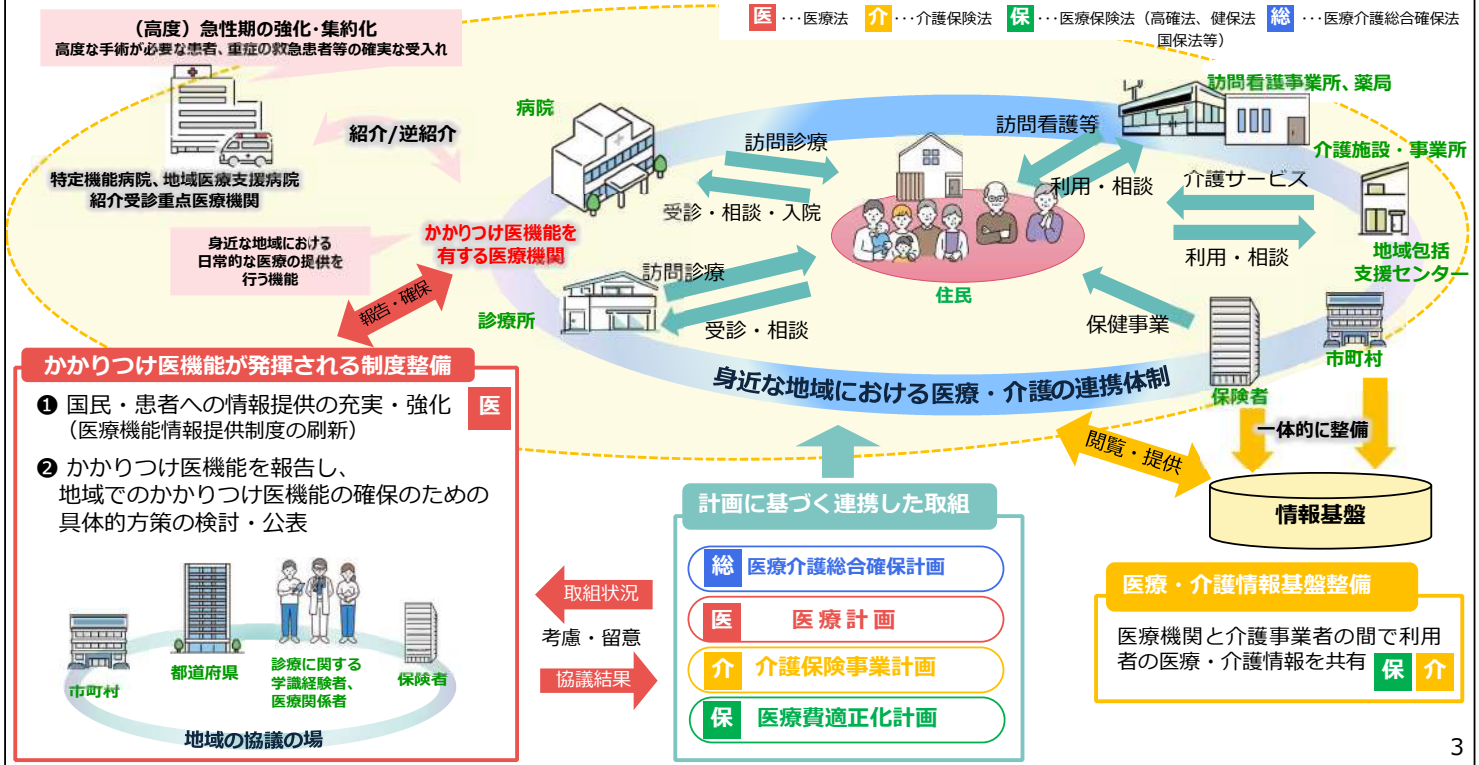 医 ･･･医療法 介 ･･･介護保険法 保 ･･･医療保険法（高確法、健保法 総 ･･･医療介護総合確保法
国保法等）
（高度）急性期の強化･集約化
高度な手術が必要な患者、重症の救急患者等の確実な受入れ
特定機能病院、地域医療支援病院
紹介受診重点医療機関
紹介/逆紹介
身近な地域における
日常的な医療の提供を
行う機能
かかりつけ医機能を
有する医療機関
報告・確保
病院
訪問診療
受診・相談・入院
診療所
訪問診療
受診・相談
住民
訪問看護事業所、薬局
訪問看護等
利用・相談
介護施設・事業所
介護サービス
利用・相談
地域包括
支援センター
保健事業
保険者
市町村
身近な地域における医療・介護の連携体制
一体的に整備
閲覧・提供
情報基盤
かかりつけ医機能が発揮される制度整備
❶ 国民・患者への情報提供の充実・強化 医
（医療機能情報提供制度の刷新）
❷ かかりつけ医機能を報告し、
地域でのかかりつけ医機能の確保のための
具体的方策の検討・公表
市町村
都道府県
診療に関する
学識経験者、
医療関係者
保険者
地域の協議の場
取組状況
考慮・留意
協議結果
計画に基づく連携した取組
総 医療介護総合確保計画
医 医療計画
介 介護保険事業計画
保 医療費適正化計画
医療・介護情報基盤整備
医療機関と介護事業者の間で利用
者の医療・介護情報を共有 保 介
3